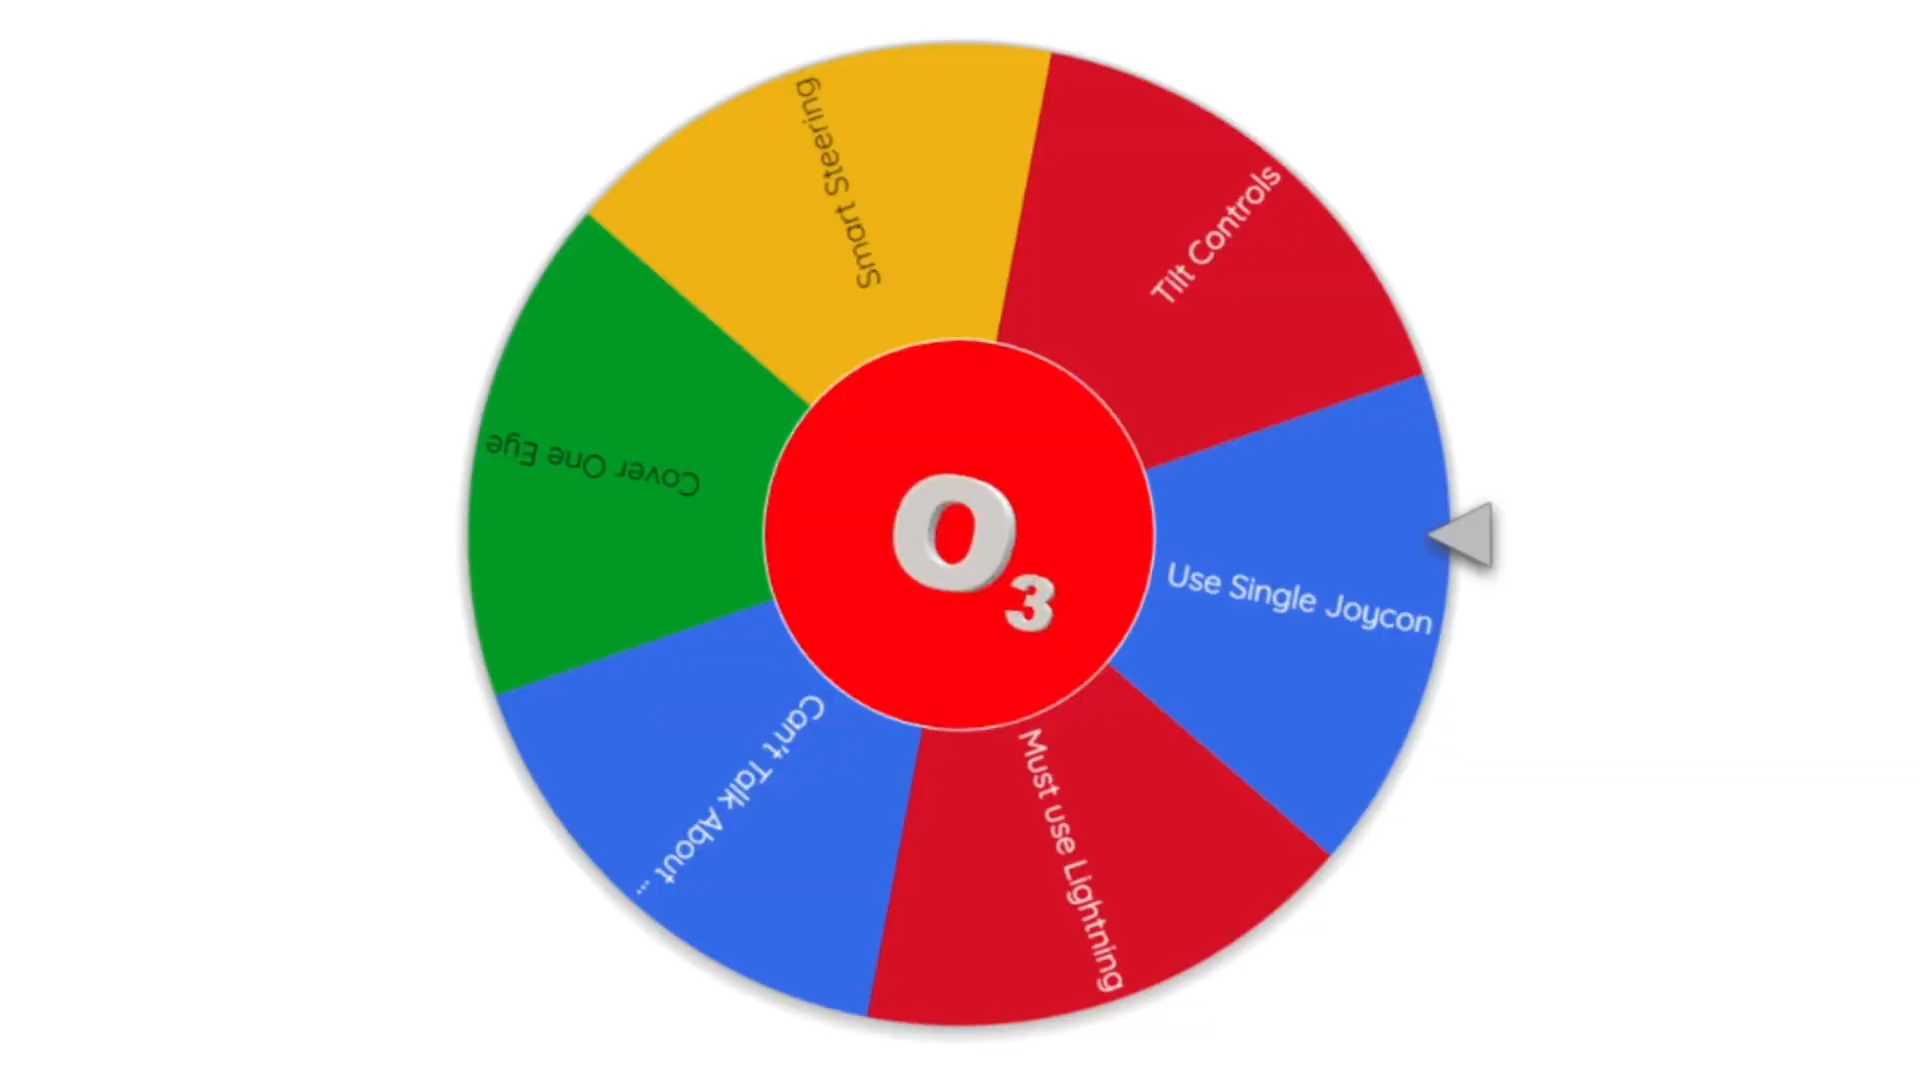 Smart Steering
Tilt Controls
Cover One Eye
Use Single Joycon
Can't Talk About ...
Must use Lightning
O3